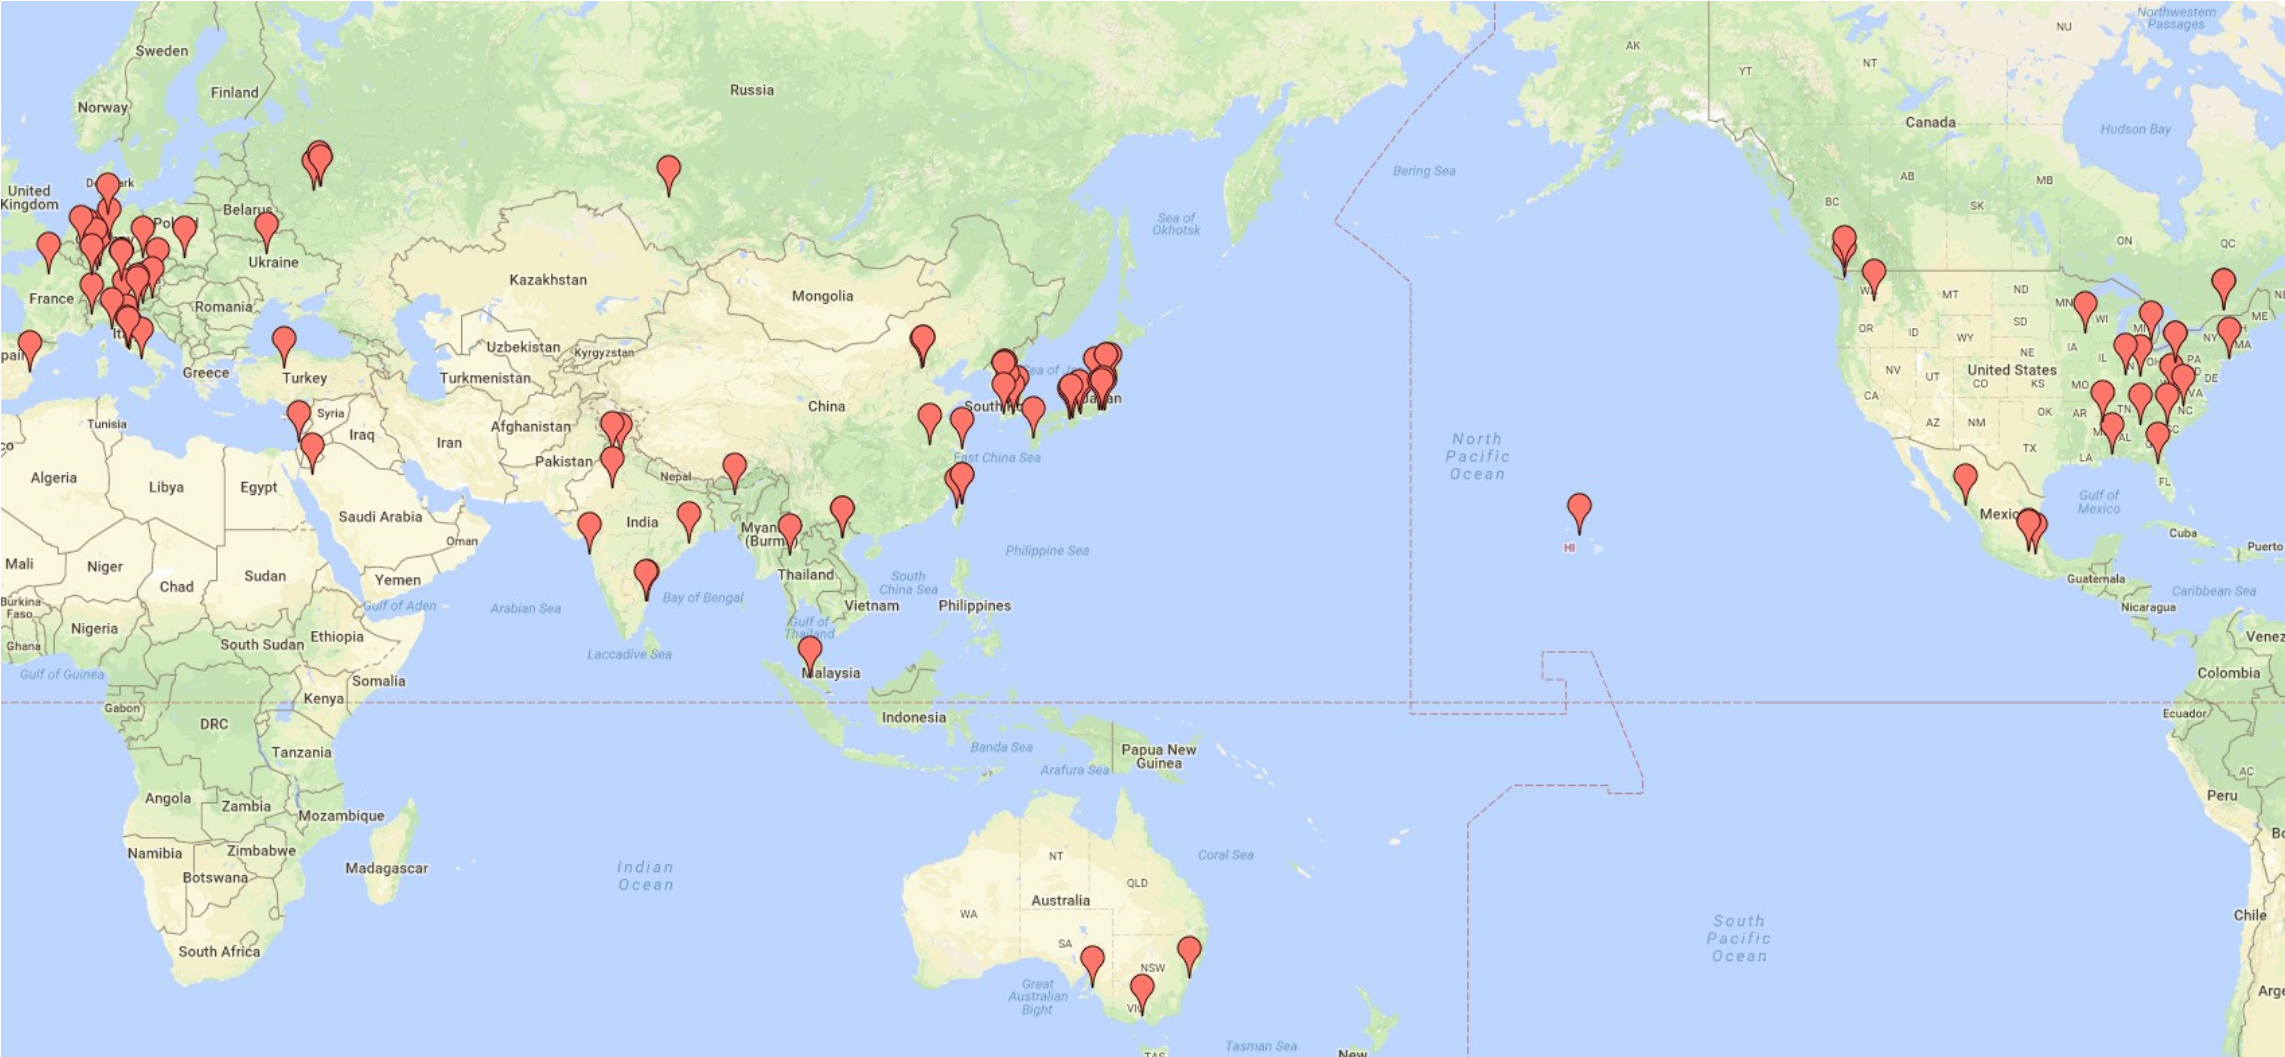 Northwestern
Passages
NU
AK
Sweden
NT
YT
Russia
Finland
Norway
Canada
Hudson Bay
Bering Sea
AB
MB
United
Kingdom
BC
SK
Belarus
Sea of
Okhotsk
ON
QC
Ukraine
Kazakhstan
Mongolia
France
Romania
MT
ND
MN
WI
ME
OR
ID
SD
WY
NY
MA
Uzbekistan
Kyrgyzstan
IA
IL
PA
Greece
Turkey
Turkmenistan
NE
NV
UT
CO
United States
KS
MO
DE
VA
CA
China
Syria
Tunisia
Afghanistan
OK
AR
TN
NC
AZ
NM
AL
Iraq
Iran
North
Pacific
Ocean
TX
LA
East China Sea
Pakistan
Nepal
Algeria
Libya
Egypt
FL
Gulf of
Mexico
Saudi Arabia
India
Oman
Cuba
Puerto
HI
Philippine Sea
Mali
Niger
Chad
Sudan
Yemen
Thailand
South
China Sea
Guatemala
Caribbean Sea
Burkina
Faso
Gulf of Aden
Arabian Sea
Bay of Bengal
Vietnam
Philippines
Nicaragua
Nigeria
Ghana
South Sudan
Ethiopia
Gulf of
Thailand
Laccadive Sea
Gulf of Guinea
Somalia
Malaysia
Colombia
Kenya
Gabon
DRC
Indonesia
Ecuador
Tanzania
Banda Sea
Papua New
Guinea
Arafura Sea
AC
Peru
Angola
Zambia
Mozambique
Namibia
Zimbabwe
Botswana
Madagascar
Indian
Ocean
NT
QLD
Coral Sea
Australia
WA
South Africa
SA
NSW
South
Pacific
Ocean
Chile
Great
Australian
Bight
Tasman Sea
New
TAS